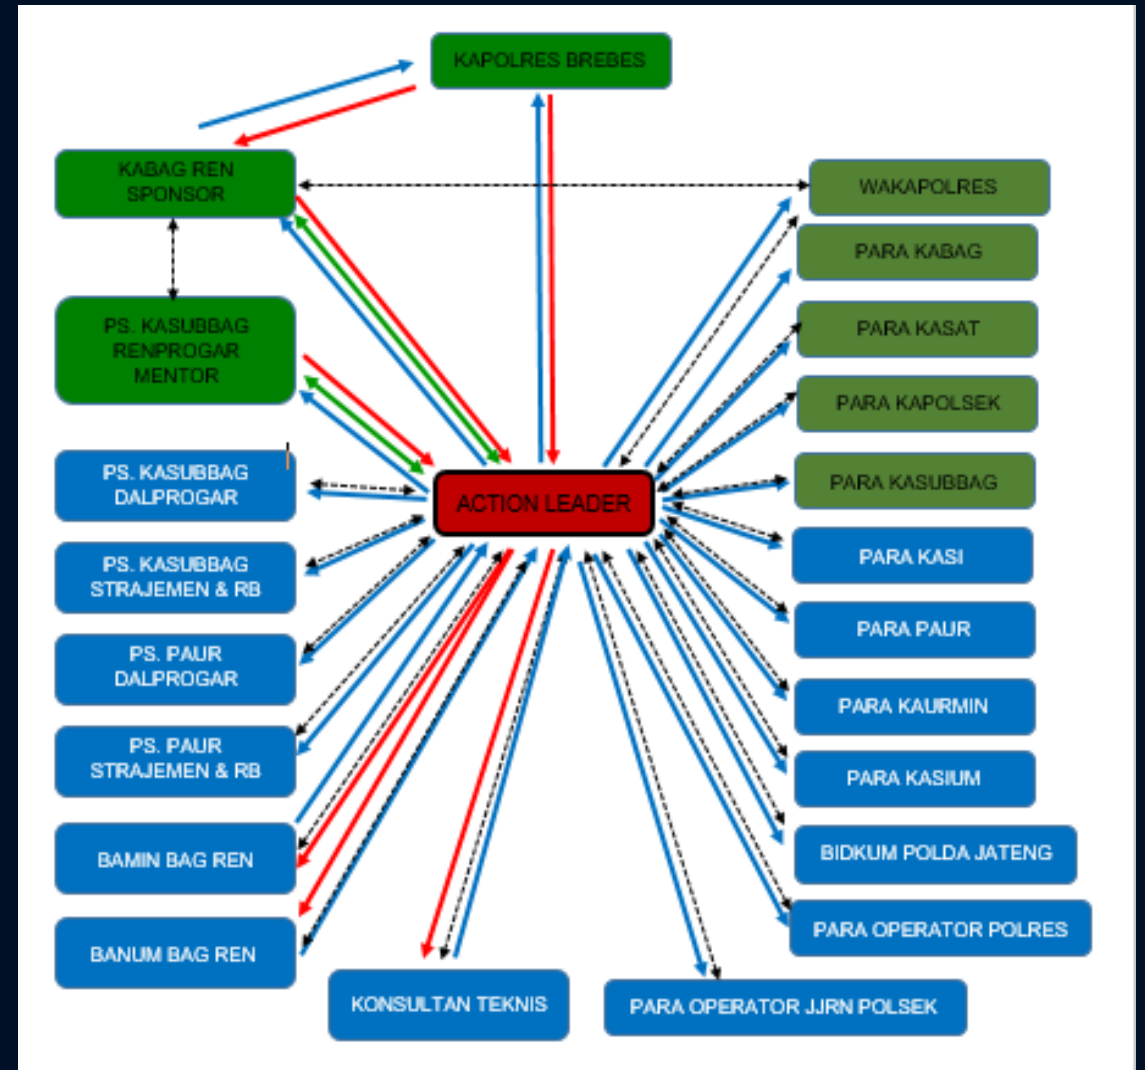 KAPOLRES BREBES
KABAG REN
SPONSOR
PS. KASUBBAG
RENPROGAR
MENTOR
PS. KASUBBAG
DALPROGAR
PS. KASUBBAG
STRAJEMEN & RB
PS. PAUR
DALPROGAR
PS. PAUR
STRAJEMEN & RB
BAMIN BAG REN
BANUM BAG REN
ACTION LEADER
KONSULTAN TEKNIS
PARA OPERATOR JJRN POLSEK
WAKAPOLRES
PARA KABAG
PARA KASAT
PARA KAPOLSEK
PARA KASUBBAG
PARA KASI
PARA PAUR
PARA KAURMIN
PARA KASIUM
BIDKUM POLDA JATENG
PARA OPERATOR POLRES